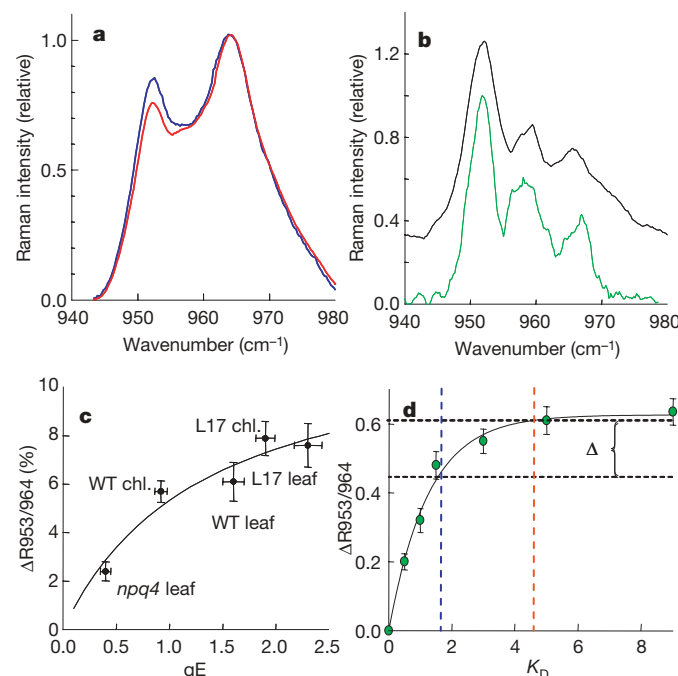 a
Raman intensity (relative)
1.0
0.5
0.0
940 950 960 970 980
Wavenumber (cm–1)
b
Raman intensity (relative)
1.2
0.8
0.4
0.0
940 950 960 970 980
Wavenumber (cm–1)
c
ΔR953/964 (%)
10
8
6
4
2
0
L17 chl.
WT chl.
L17 leaf
WT leaf
npq4 leaf
0.0 0.5 1.0 1.5 2.0 2.5
qE
d
ΔR953/964
0.6
0.4
0.2
0.0
Δ
0 2 4 6 8
KD